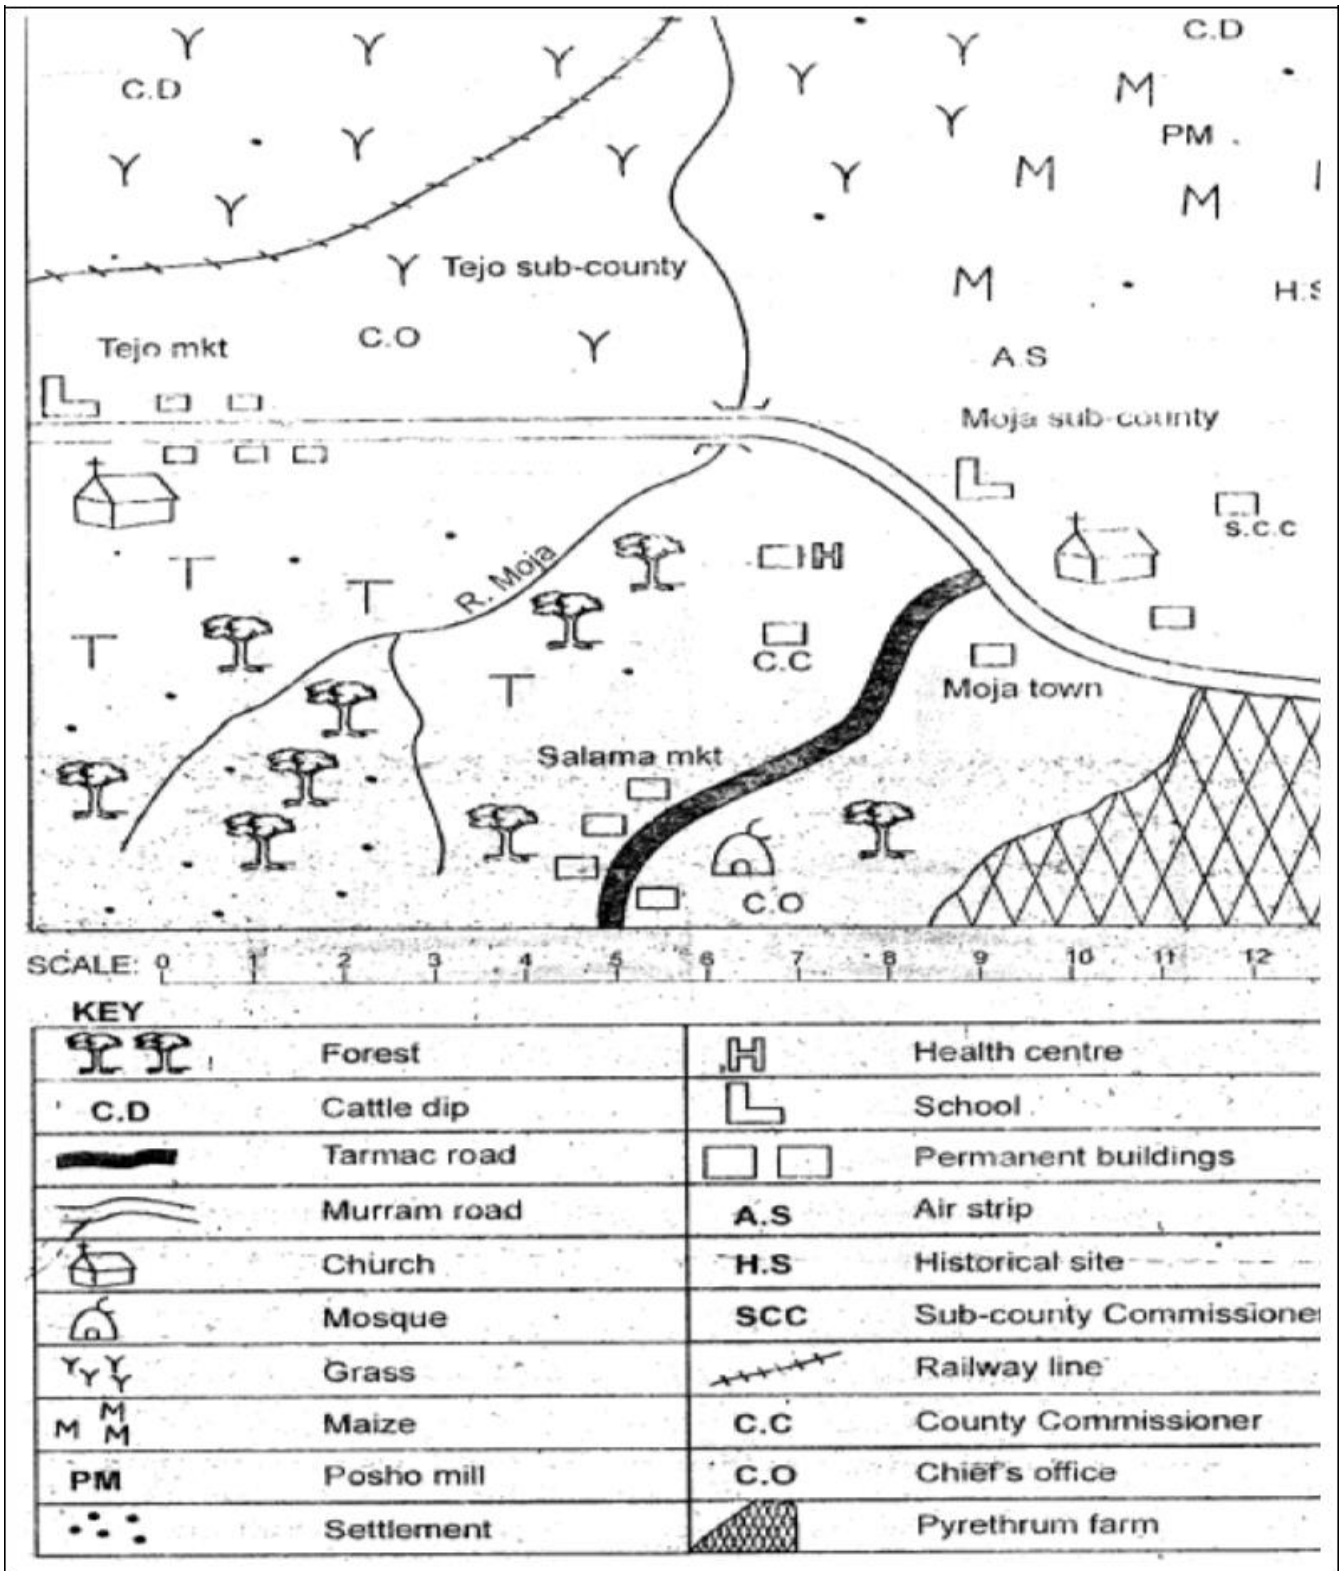 C.D
C.D
PM
M
M
M
M
Tejo sub-county
H.S
Tejo mkt
C.O
A.S
Moja sub-county
s.c.c
H
R. Moja
T
T
T
C.C
T
Moja town
Salama mkt
C.O
SCALE: 0 1 2 3 4 5 6 7 8 9 10 11 12
KEY
Forest
H Health centre
C.D Cattle dip
School
Tarmac road
Permanent buildings
Murram road
A.S Air strip
Church
H.S Historical site
Mosque
SCC Sub-county Commissione
Grass
Railway line
M M M Maize
C.C County Commissioner
PM Posho mill
C.O Chief's office
Settlement
Pyrethrum farm